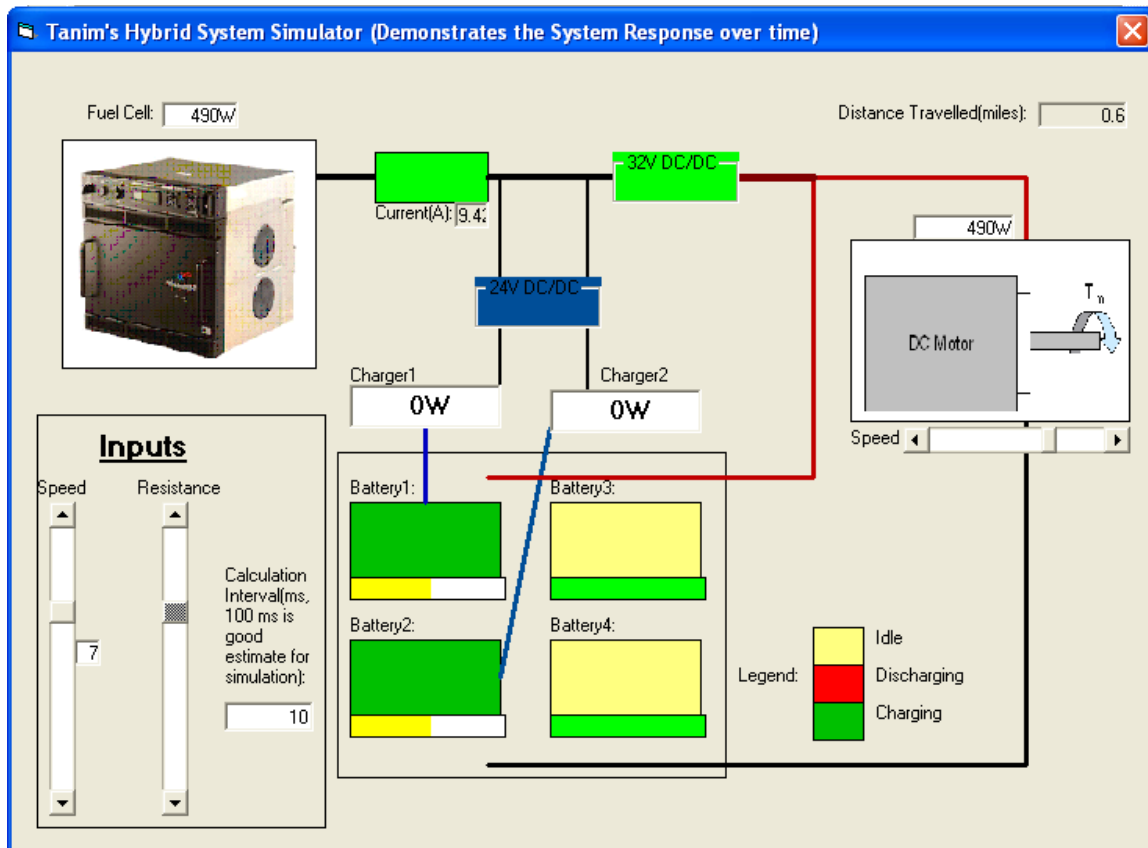 Tanim's Hybrid System Simulator (Demonstrates the System Response over time)
Fuel Cell: 490W
Distance Travelled(miles): 0.6
32V DC/DC
Current(A): 9.42
490W
24V DC/DC
DC Motor
T
Charger1
Charger2
0W
0W
Speed
Inputs
Speed
Resistance
7
Calculation
Interval(ms,
100 ms is
good
estimate for
simulation):
10
Battery1:
Battery3:
Battery2:
Battery4:
Legend:
Idle
Discharging
Charging